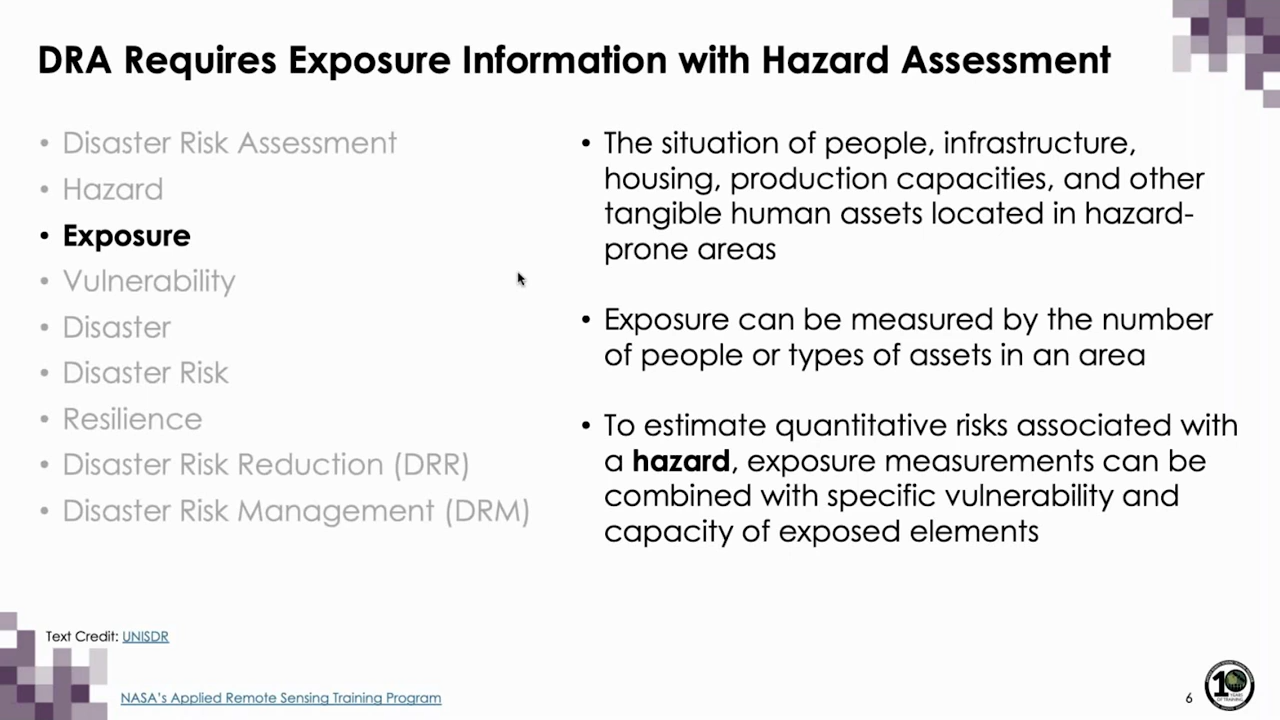 DRA Requires Exposure Information with Hazard Assessment
• Disaster Risk Assessment
• Hazard
• Exposure
• Vulnerability
• Disaster
• Disaster Risk
• Resilience
• Disaster Risk Reduction (DRR)
• Disaster Risk Management (DRM)
• The situation of people, infrastructure,
housing, production capacities, and other
tangible human assets located in hazard-
prone areas
• Exposure can be measured by the number
of people or types of assets in an area
• To estimate quantitative risks associated with
a hazard, exposure measurements can be
combined with specific vulnerability and
capacity of exposed elements
Text Credit: UNISDR
NASA's Applied Remote Sensing Training Program
6
10
YEARS
OF TRAINING